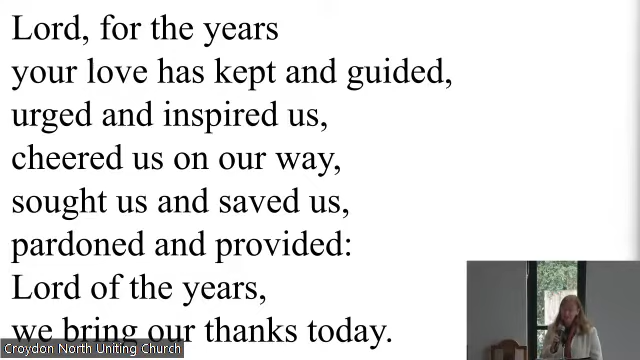 Lord, for the years
your love has kept and guided,
urged and inspired us,
cheered us on our way,
sought us and saved us,
pardoned and provided:
Lord of the years,
we bring our thanks today.
Croydon North Uniting Church